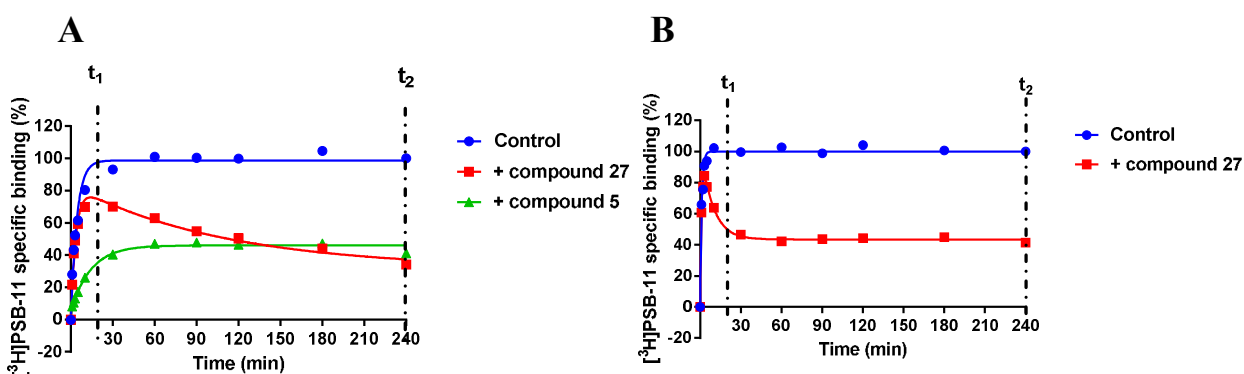 A
t1
[3H]PSB-11 specific binding (%)
120
100
80
60
40
20
0
-20
30
60
90
120
150
180
210
240
Time (min)
t2
Control
+ compound 27
+ compound 5
B
t1
[3H]PSB-11 specific binding (%)
120
100
80
60
40
20
0
-20
30
60
90
120
150
180
210
240
Time (min)
t2
Control
+ compound 27